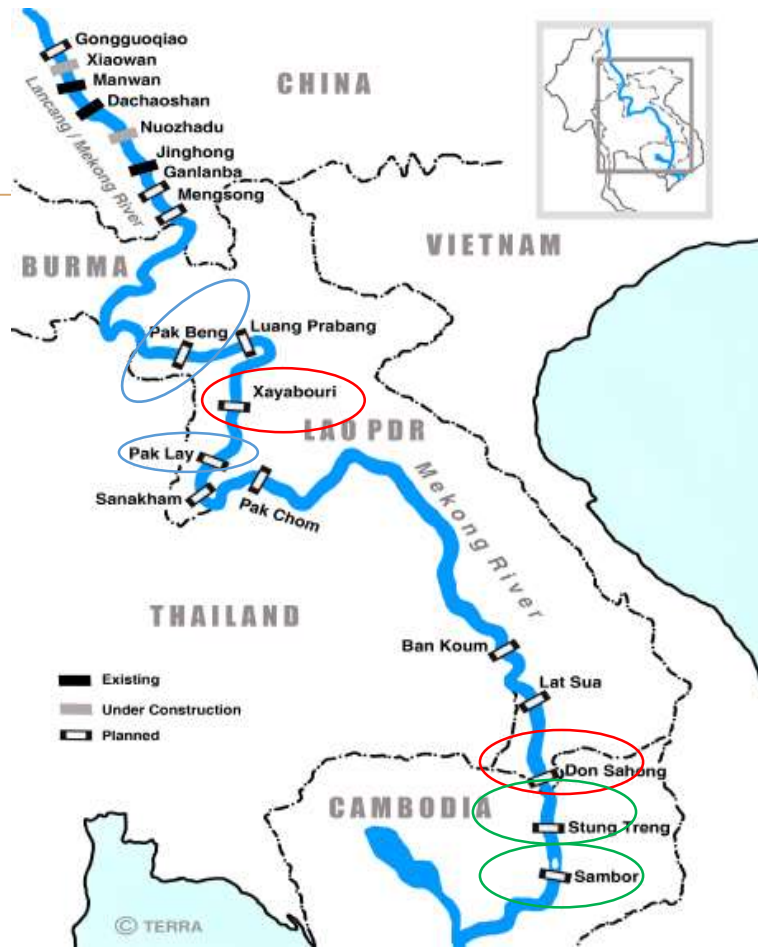 Gongguoqiao
Xiaowan
Manwan
CHINA
Dachaoshan
Nuozhadu
Lancang / Mekong River
Jinghong
Ganlanba
Mengsong
VIETNAM
BURMA
Pak Beng
Luang Prabang
Xayabouri
LAO PDR
Pak Lay
Sanakham
Pak Chom
Mekong River
THAILAND
Ban Koum
Lat Sua
Existing
Under Construction
Planned
Don Sahong
CAMBODIA
Stung Treng
Sambor
© TERRA